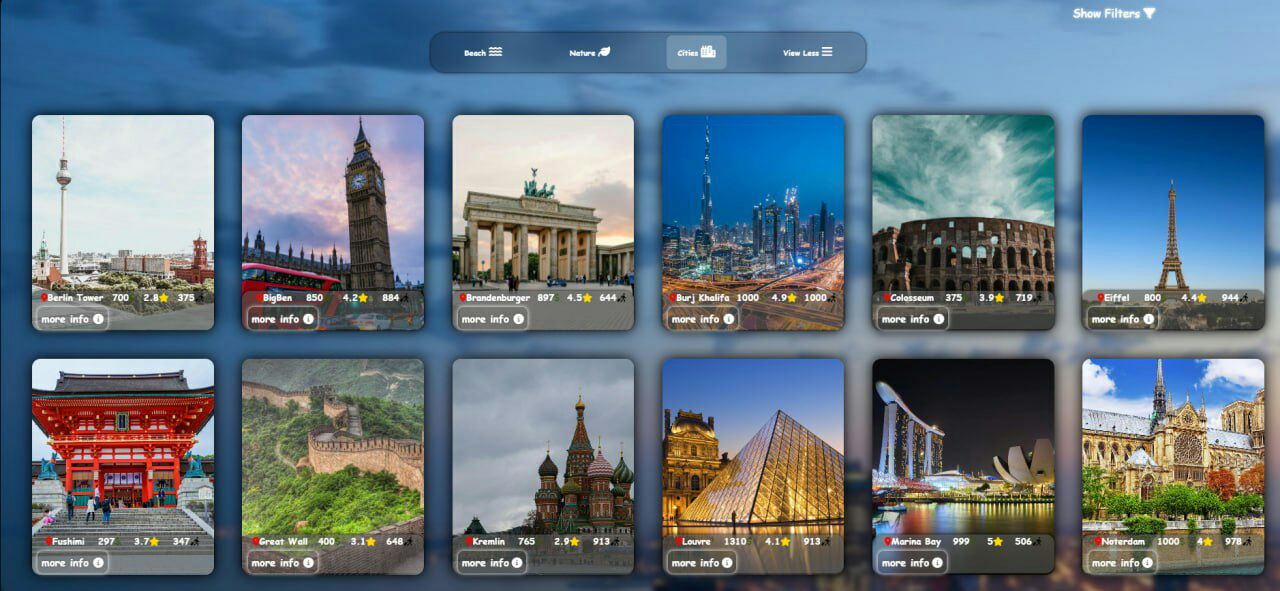 Show Filters
Beach Nature Cities View Less
Berlin Tower 700 2.8 375
BigBen 850 4.2 884
Brandenburger 897 4.5 644
Burj Khalifa 1000 4.9 1000
Colosseum 375 3.9 719
Eiffel 800 4.4 944
more info
more info
more info
more info
more info
more info
Fushimi 297 3.7 347
Great Wall 400 3.1 648
Kremlin 765 2.9 913
Louvre 1310 4.1 913
Marina Bay 999 5 506
Noterdam 1000 4 978
more info
more info
more info
more info
more info
more info